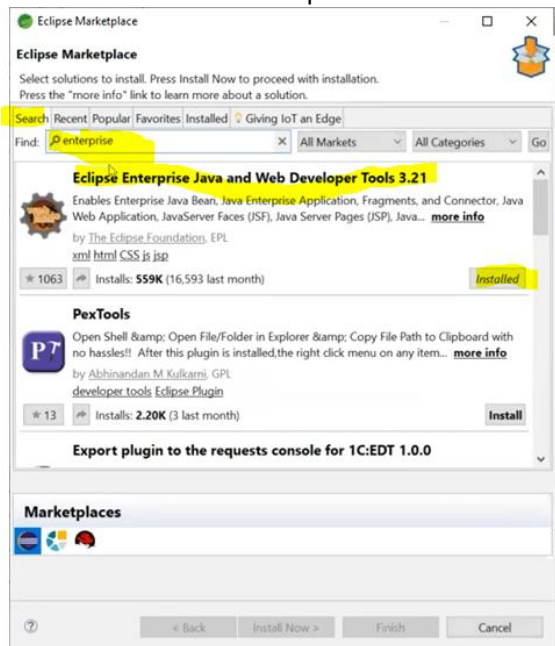 Eclipse Marketplace
Eclipse Marketplace
Select solutions to install. Press Install Now to proceed with installation.
Press the "more info" link to learn more about a solution.
Search Recent Popular Favorites Installed Giving IoT an Edge
Find: enterprise All Markets All Categories Go
Eclipse Enterprise Java and Web Developer Tools 3.21
Enables Enterprise Java Bean, Java Enterprise Application, Fragments, and Connector, Java
Web Application, JavaServer Faces (JSF), Java Server Pages (JSP), Java... more info
by The Eclipse Foundation, EPL
xml html CSS js jsp
1063 Installs: 559K (16,593 last month) Installed
PexTools
Open Shell &amp; Open File/Folder in Explorer &amp; Copy File Path to Clipboard with
no hassles!! After this plugin is installed,the right click menu on any item... more info
by Abhinandan M Kulkarni, GPL
developer tools Eclipse Plugin
13 Installs: 2.20K (3 last month) Install
Export plugin to the requests console for 1C:EDT 1.0.0
Marketplaces
? < Back Install Now > Finish Cancel